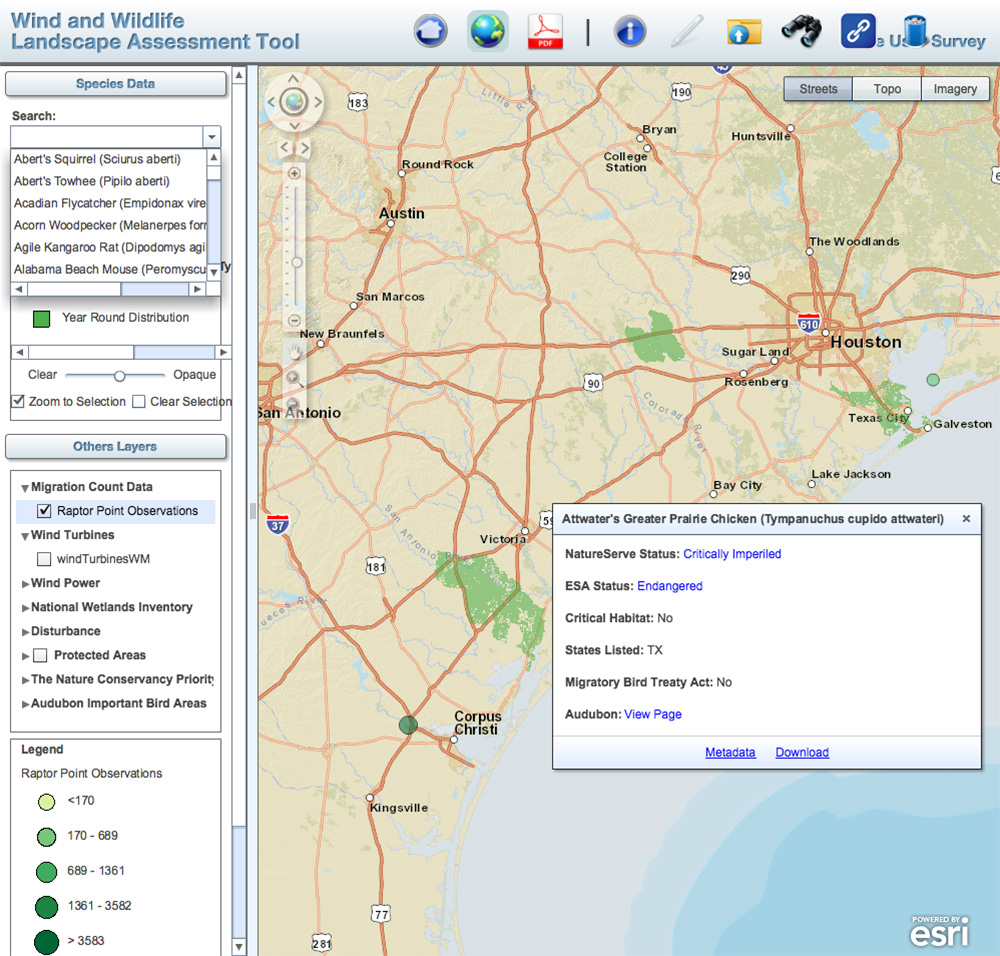 Wind and Wildlife
Landscape Assessment Tool
PDF
e Us
Survey
Species Data
Search:
Abert's Squirrel (Sciurus aberti)
Abert's Towhee (Pipilo aberti)
Acadian Flycatcher (Empidonax vire
Acorn Woodpecker (Melanerpes forr
Agile Kangaroo Rat (Dipodomys agi
Alabama Beach Mouse (Peromyscu
Ty
Year Round Distribution
Clear
Opaque
Zoom to Selection
Clear Selection
Others Layers
Migration Count Data
Raptor Point Observations
Wind Turbines
windTurbinesWM
Wind Power
National Wetlands Inventory
Disturbance
Protected Areas
The Nature Conservancy Priorit
Audubon Important Bird Areas
Legend
Raptor Point Observations
<170
170 - 689
689 - 1361
1361 - 3582
> 3583
Streets
Topo
Imagery
45
183
190
Little River
Bryan
College
Station
Huntsville
6
Round Rock
Austin
The Woodlands
290
San Marcos
New Braunfels
610
Houston
Sugar Land
Rosenberg
90
San Antonio
Colorado River
Texas City
Galveston
Lake Jackson
Bay City
37
59
Victoria
San Antonio River
181
ueces River
Corpus
Christi
Kingsville
77
281
Attwater's Greater Prairie Chicken (Tympanuchus cupido attwateri)
×
NatureServe Status: Critically Imperiled
ESA Status: Endangered
Critical Habitat: No
States Listed: TX
Migratory Bird Treaty Act: No
Audubon: View Page
Metadata
Download
POWERED BY
esri